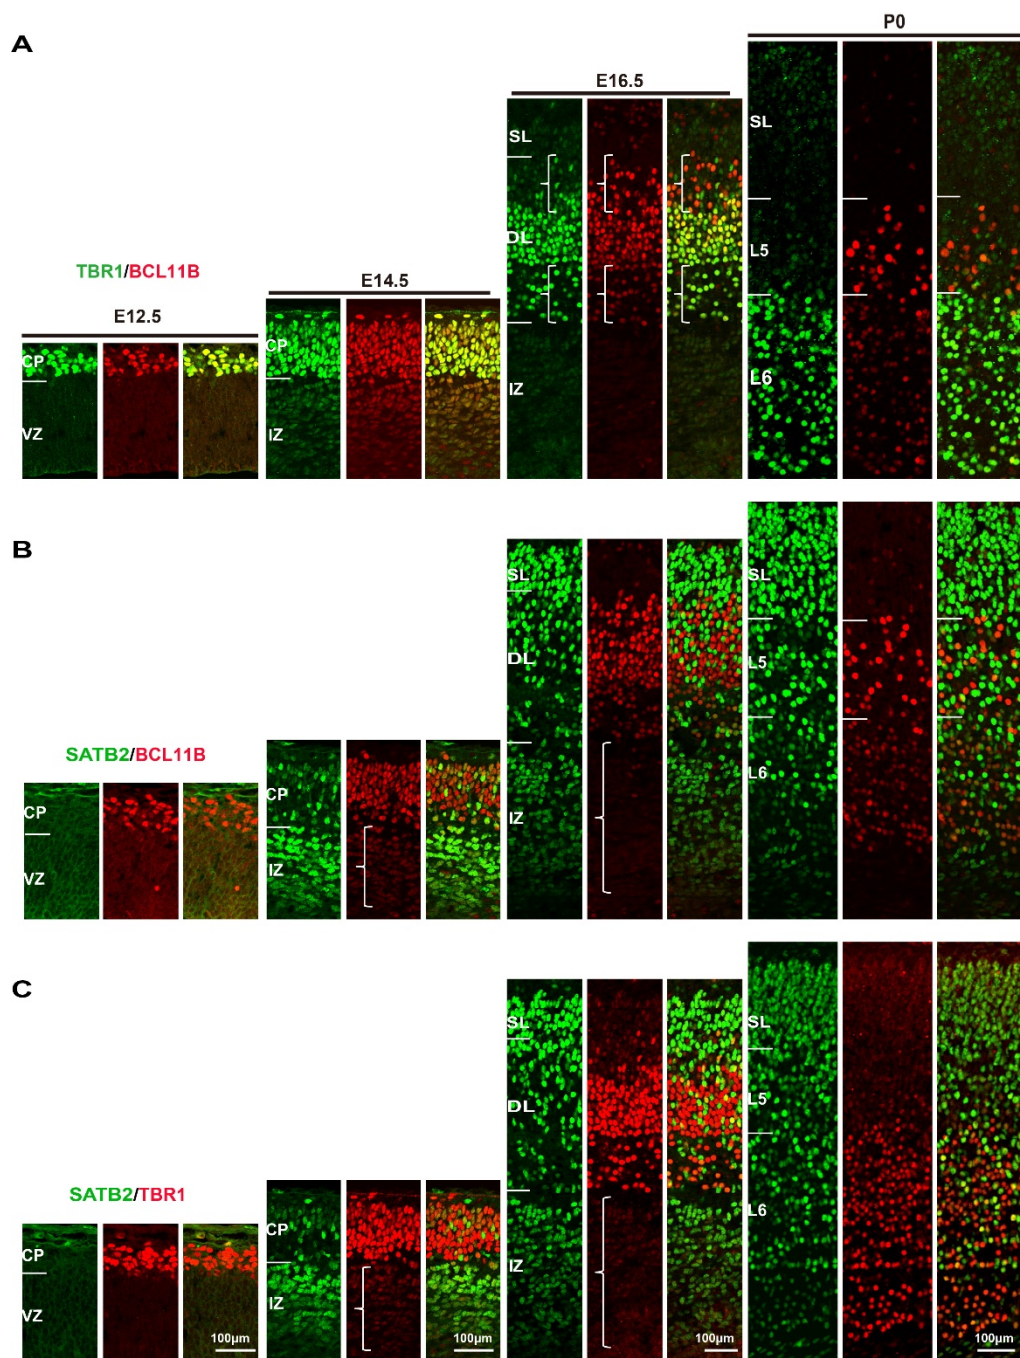 P0
A
E16.5
SL
SL
DL
L5
TBR1/BCL11B
E14.5
E12.5
CP
CP
L6
IZ
VZ
IZ
B
SL
SL
DL
L5
SATB2/BCL11B
CP
L6
CP
IZ
IZ
VZ
C
SL
SL
DL
L5
SATB2/TBR1
L6
CP
CP
IZ
IZ
VZ
100μm
100μm
100μm
100μm